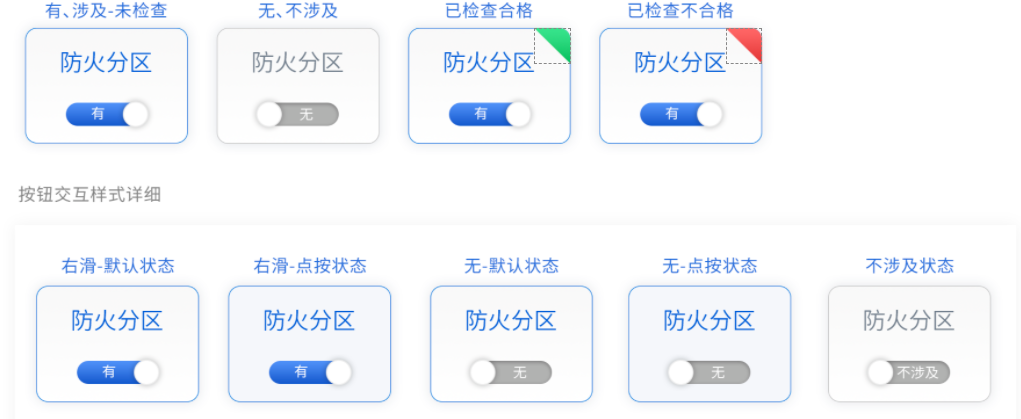 有、涉及-未检查 无、不涉及 已检查合格 已检查不合格
防火分区 防火分区 防火分区 防火分区
有 无 有 有
按钮交互样式详细
右滑-默认状态 右滑-点按状态 无-默认状态 无-点按状态 不涉及状态
防火分区 防火分区 防火分区 防火分区 防火分区
有 有 无 无 不涉及